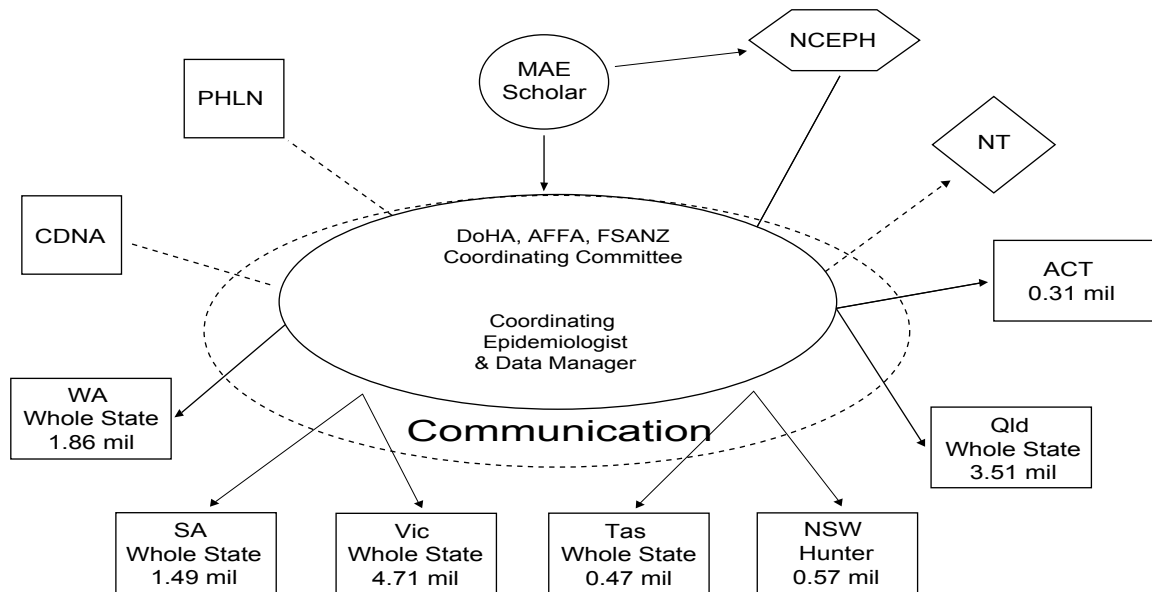 MAE
Scholar
NCEPH
PHLN
NT
CDNA
DoHA, AFFA, FSANZ
Coordinating Committee
ACT
0.31 mil
Coordinating
Epidemiologist
& Data Manager
WA
Whole State
1.86 mil
Communication
Qld
Whole State
3.51 mil
SA
Whole State
1.49 mil
Vic
Whole State
4.71 mil
Tas
Whole State
0.47 mil
NSW
Hunter
0.57 mil